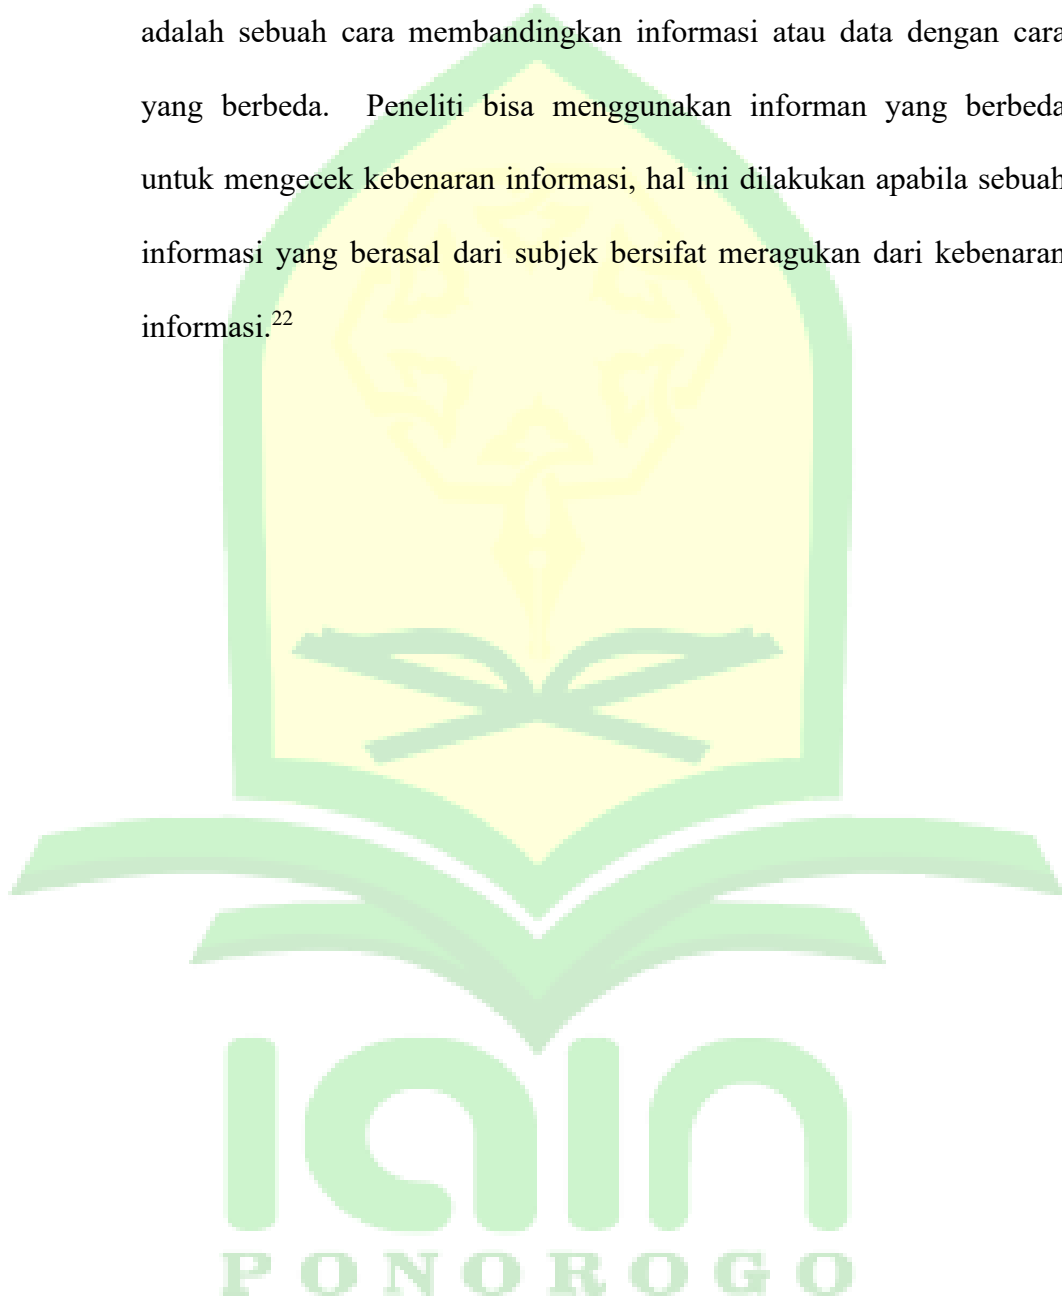 adalah sebuah cara membandingkan informasi atau data dengan cara
yang berbeda. Peneliti bisa menggunakan informan yang berbeda
untuk mengecek kebenaran informasi, hal ini dilakukan apabila sebuah
informasi yang berasal dari subjek bersifat meragukan dari kebenaran
informasi.22
iain
PONOROGO